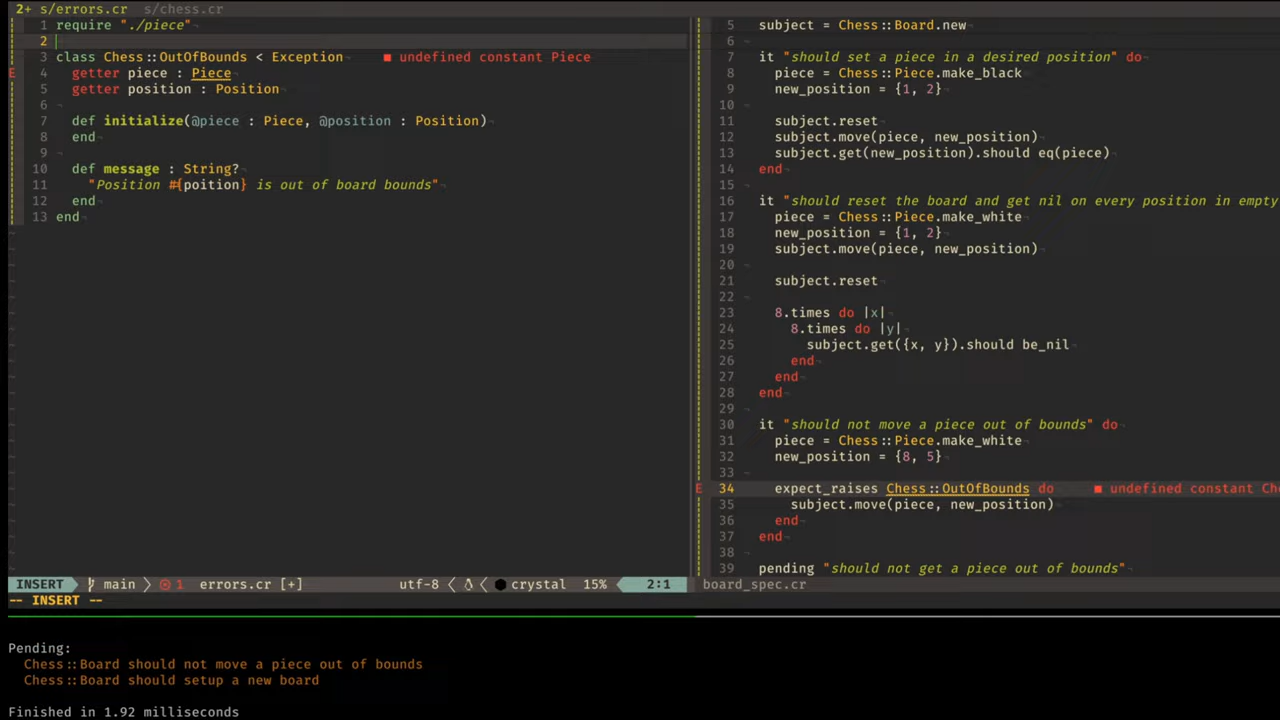 2+ s/errors.cr  s/chess.cr
1 require "./piece"
2
3 class Chess::OutOfBounds < Exception  ■ undefined constant Piece
E 4 getter piece : Piece
5 getter position : Position
6
7 def initialize(@piece : Piece, @position : Position)
8 end
9
10 def message : String?
11 "Position #{poition} is out of board bounds"
12 end
13 end
INSERT main 1 errors.cr [+] utf-8 crystal 15% 2:1
-- INSERT --
5 subject = Chess::Board.new
6
7 it "should set a piece in a desired position" do
8 piece = Chess::Piece.make_black
9 new_position = {1, 2}
10
11 subject.reset
12 subject.move(piece, new_position)
13 subject.get(new_position).should eq(piece)
14 end
15
16 it "should reset the board and get nil on every position in empty
17 piece = Chess::Piece.make_white
18 new_position = {1, 2}
19 subject.move(piece, new_position)
20
21 subject.reset
22
23 8.times do |x|
24 8.times do |y|
25 subject.get({x, y}).should be_nil
26 end
27 end
28 end
29
30 it "should not move a piece out of bounds" do
31 piece = Chess::Piece.make_white
32 new_position = {8, 5}
33
E 34 expect_raises Chess::OutOfBounds do  ■ undefined constant Ch
35 subject.move(piece, new_position)
36 end
37 end
38
39 pending "should not get a piece out of bounds"
board_spec.cr
Pending:
Chess::Board should not move a piece out of bounds
Chess::Board should setup a new board
Finished in 1.92 milliseconds